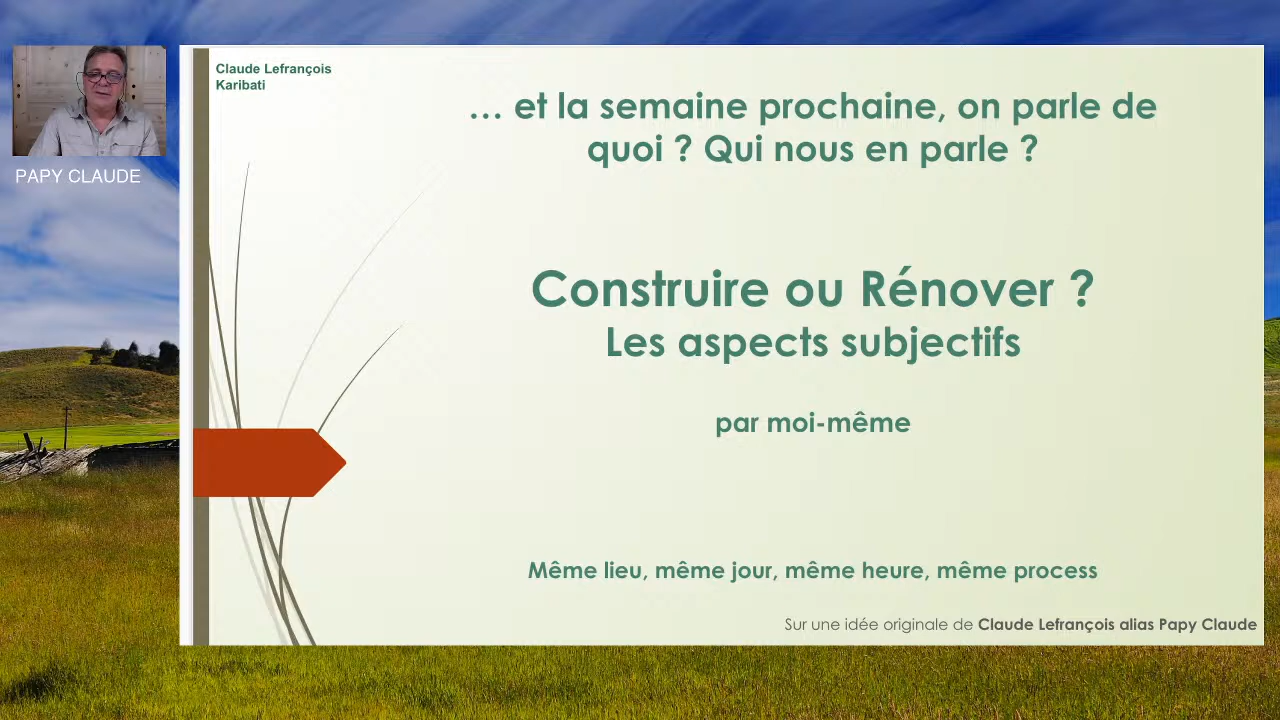 Claude Lefrançois
Karibati
PAPY CLAUDE
… et la semaine prochaine, on parle de
quoi ? Qui nous en parle ?
Construire ou Rénover ?
Les aspects subjectifs
par moi-même
Même lieu, même jour, même heure, même process
Sur une idée originale de Claude Lefrançois alias Papy Claude